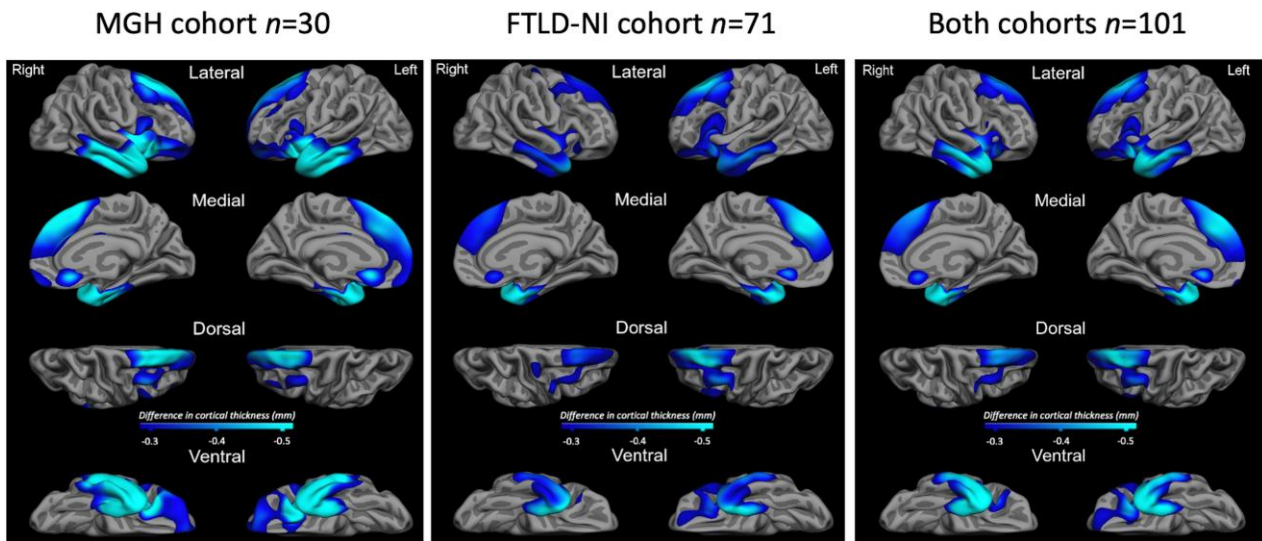 MGH cohort n=30
Right Lateral Left
Medial
Dorsal
Difference in cortical thickness (mm)
-0.3 -0.4 -0.5
Ventral
FTLD-NI cohort n=71
Right Lateral Left
Medial
Dorsal
Difference in cortical thickness (mm)
-0.3 -0.4 -0.5
Ventral
Both cohorts n=101
Right Lateral Left
Medial
Dorsal
Difference in cortical thickness (mm)
-0.3 -0.4 -0.5
Ventral